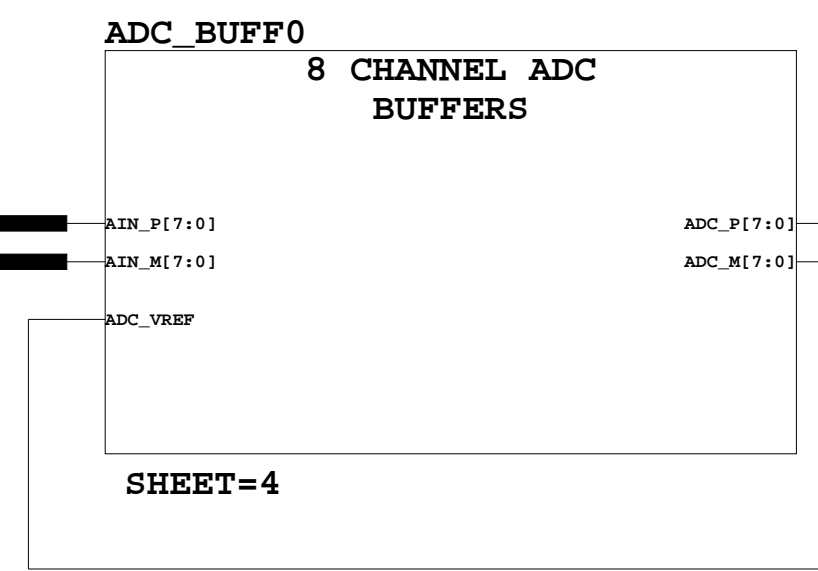 ADC_BUFF0
8 CHANNEL ADC
BUFFERS
AIN_P[7:0]
ADC_P[7:0]
AIN_M[7:0]
ADC_M[7:0]
ADC_VREF
SHEET=4